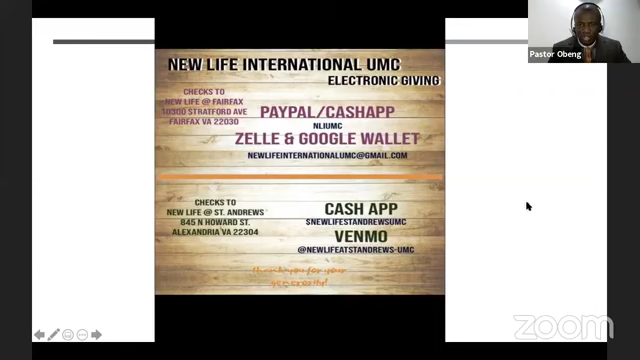 NEW LIFE INTERNATIONAL UMC
ELECTRONIC GIVING
CHECKS TO
NEW LIFE @ FAIRFAX
10300 STRATFORD AVE
FAIRFAX VA 22030
PAYPAL/CASHAPP
NLIUMC
ZELLE & GOOGLE WALLET
NEWLIFEINTERNATIONALUMC@GMAIL.COM
CHECKS TO
NEW LIFE @ ST. ANDREWS
845 N HOWARD ST.
ALEXANDRIA VA 22304
CASH APP
$NEWLIFESTANDREWSUMC
VENMO
@NEWLIFEATSTANDREWS-UMC
thank you for your
generosity!
Pastor Obeng
zoom